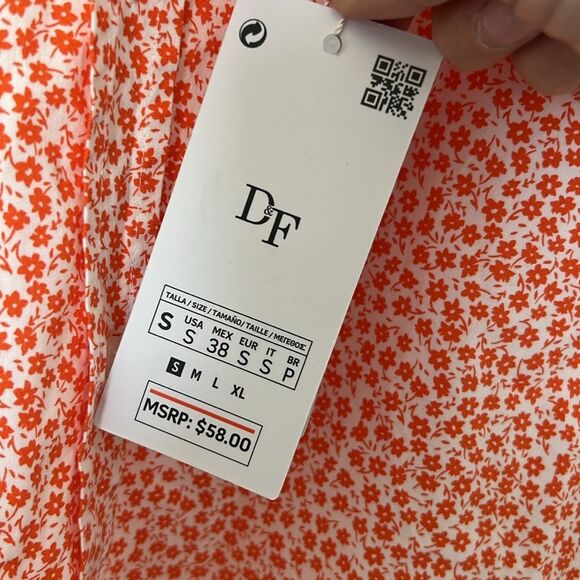 D&F
TALLA / SIZE / TAMAÑO / TAILLE / ΜΕΓΕΘΟΣ
S USA MEX EUR IT BR
S 38 S S P
S M L XL
MSRP: $58.00